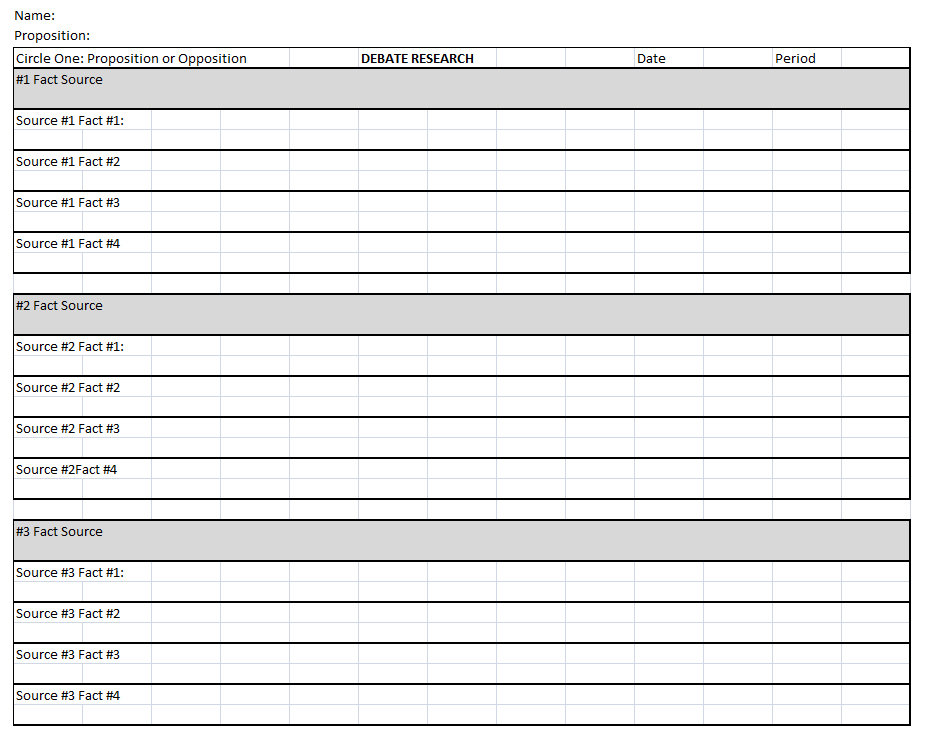 Name:
Proposition:
Circle One: Proposition or Opposition DEBATE RESEARCH Date Period
#1 Fact Source
Source #1 Fact #1:
Source #1 Fact #2
Source #1 Fact #3
Source #1 Fact #4
#2 Fact Source
Source #2 Fact #1:
Source #2 Fact #2
Source #2 Fact #3
Source #2Fact #4
#3 Fact Source
Source #3 Fact #1:
Source #3 Fact #2
Source #3 Fact #3
Source #3 Fact #4